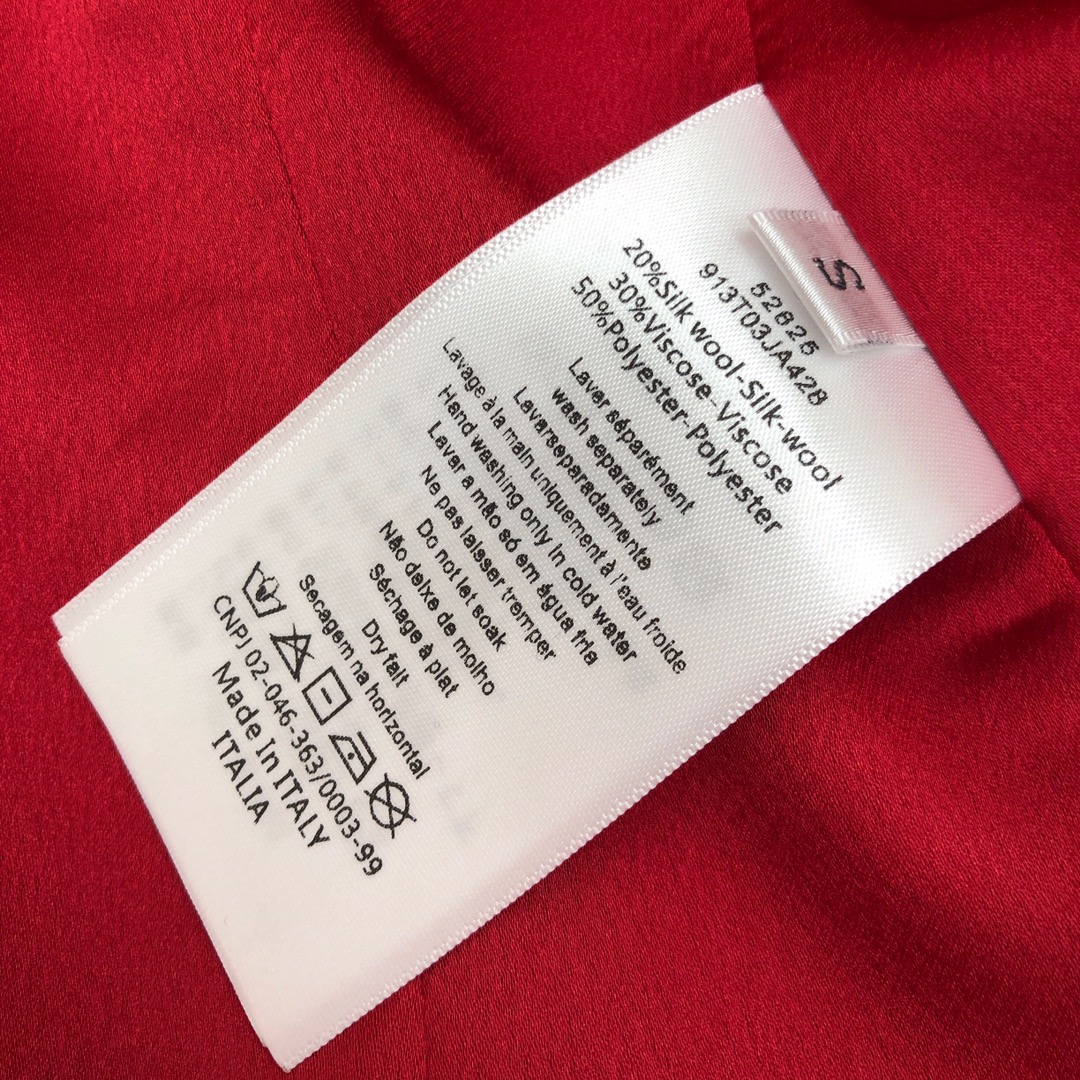 S
52825
913T03JA428
20%Silk wool-Silk-wool
30%Viscose-Viscose
50%Polyester-Polyester
Laver séparément
wash separately
Lavarseparadamente
Lavage à la main uniquement à l'eau froide
Hand washing only in cold water
Lavar a mão só em água fria
Ne pas laisser tremper
Do not let soak
Não deixe de molho
Séchage à plat
Dry falt
Secagem na horizontal
CNPJ 02-046-363/0003-99
Made In ITALY
ITALIA